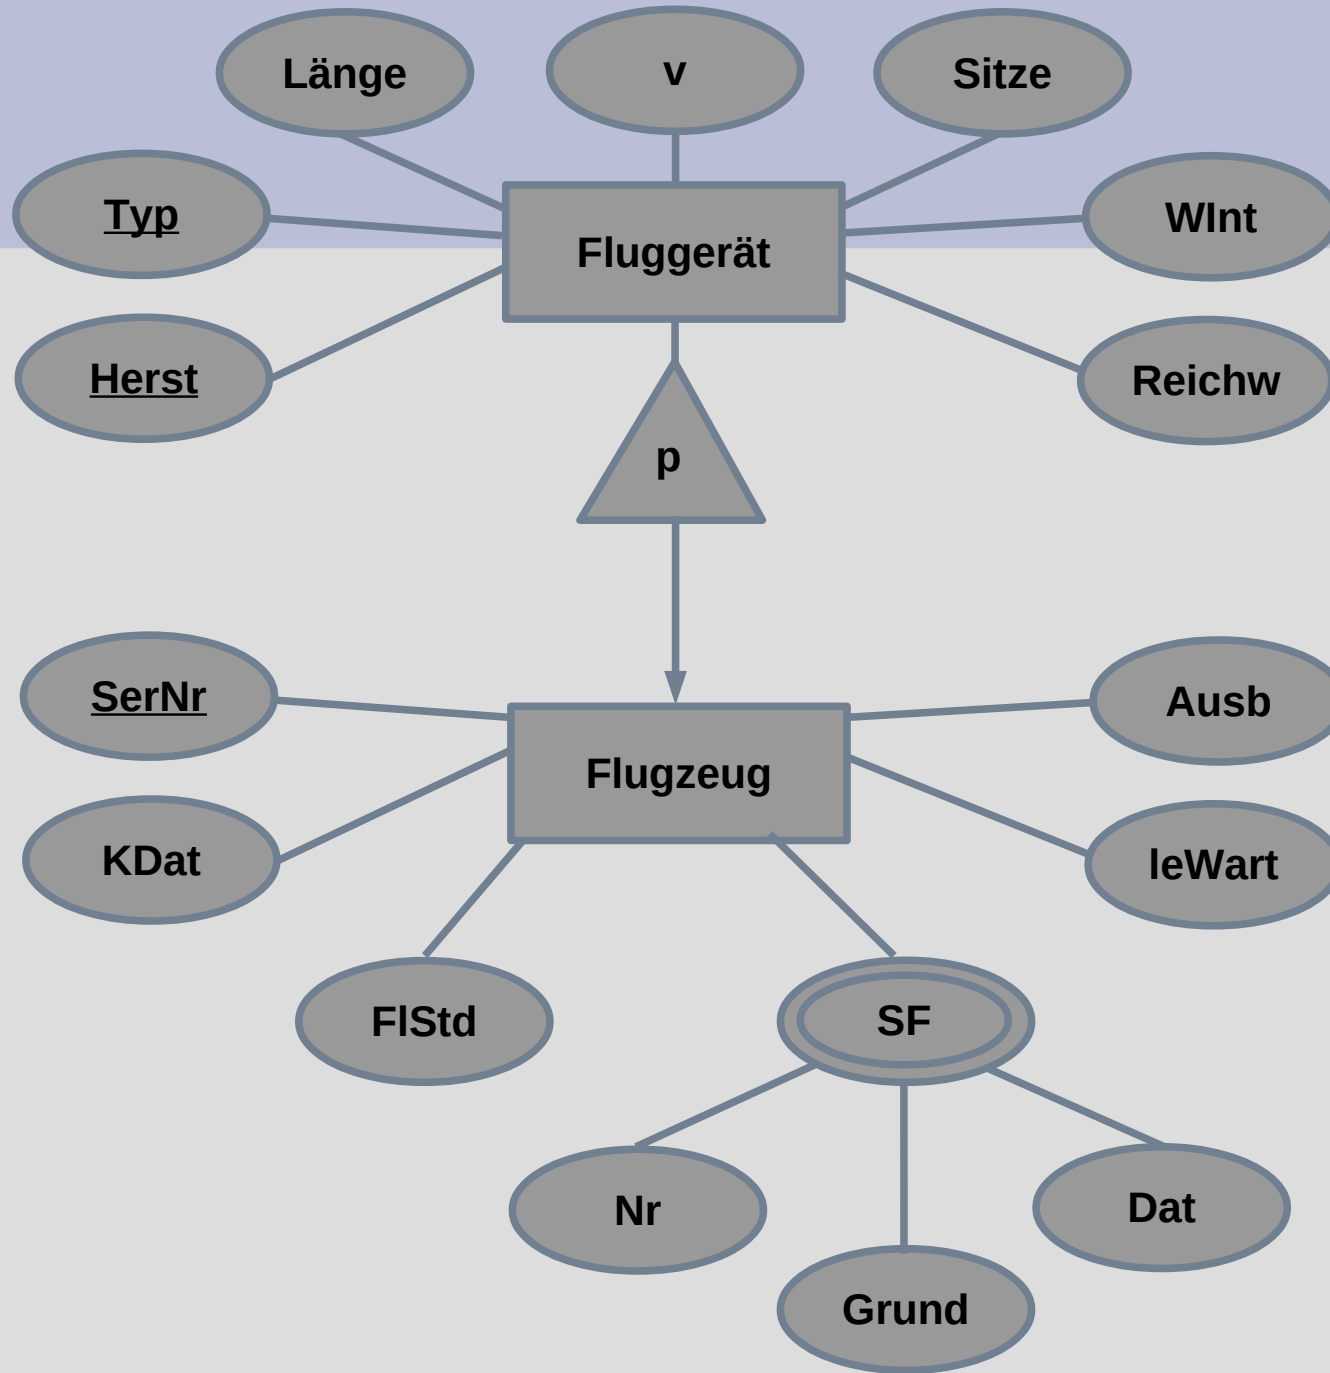 Länge
v
Sitze
Typ
WInt
Fluggerät
Herst
Reichw
p
SerNr
Ausb
Flugzeug
KDat
leWart
FlStd
SF
Nr
Dat
Grund